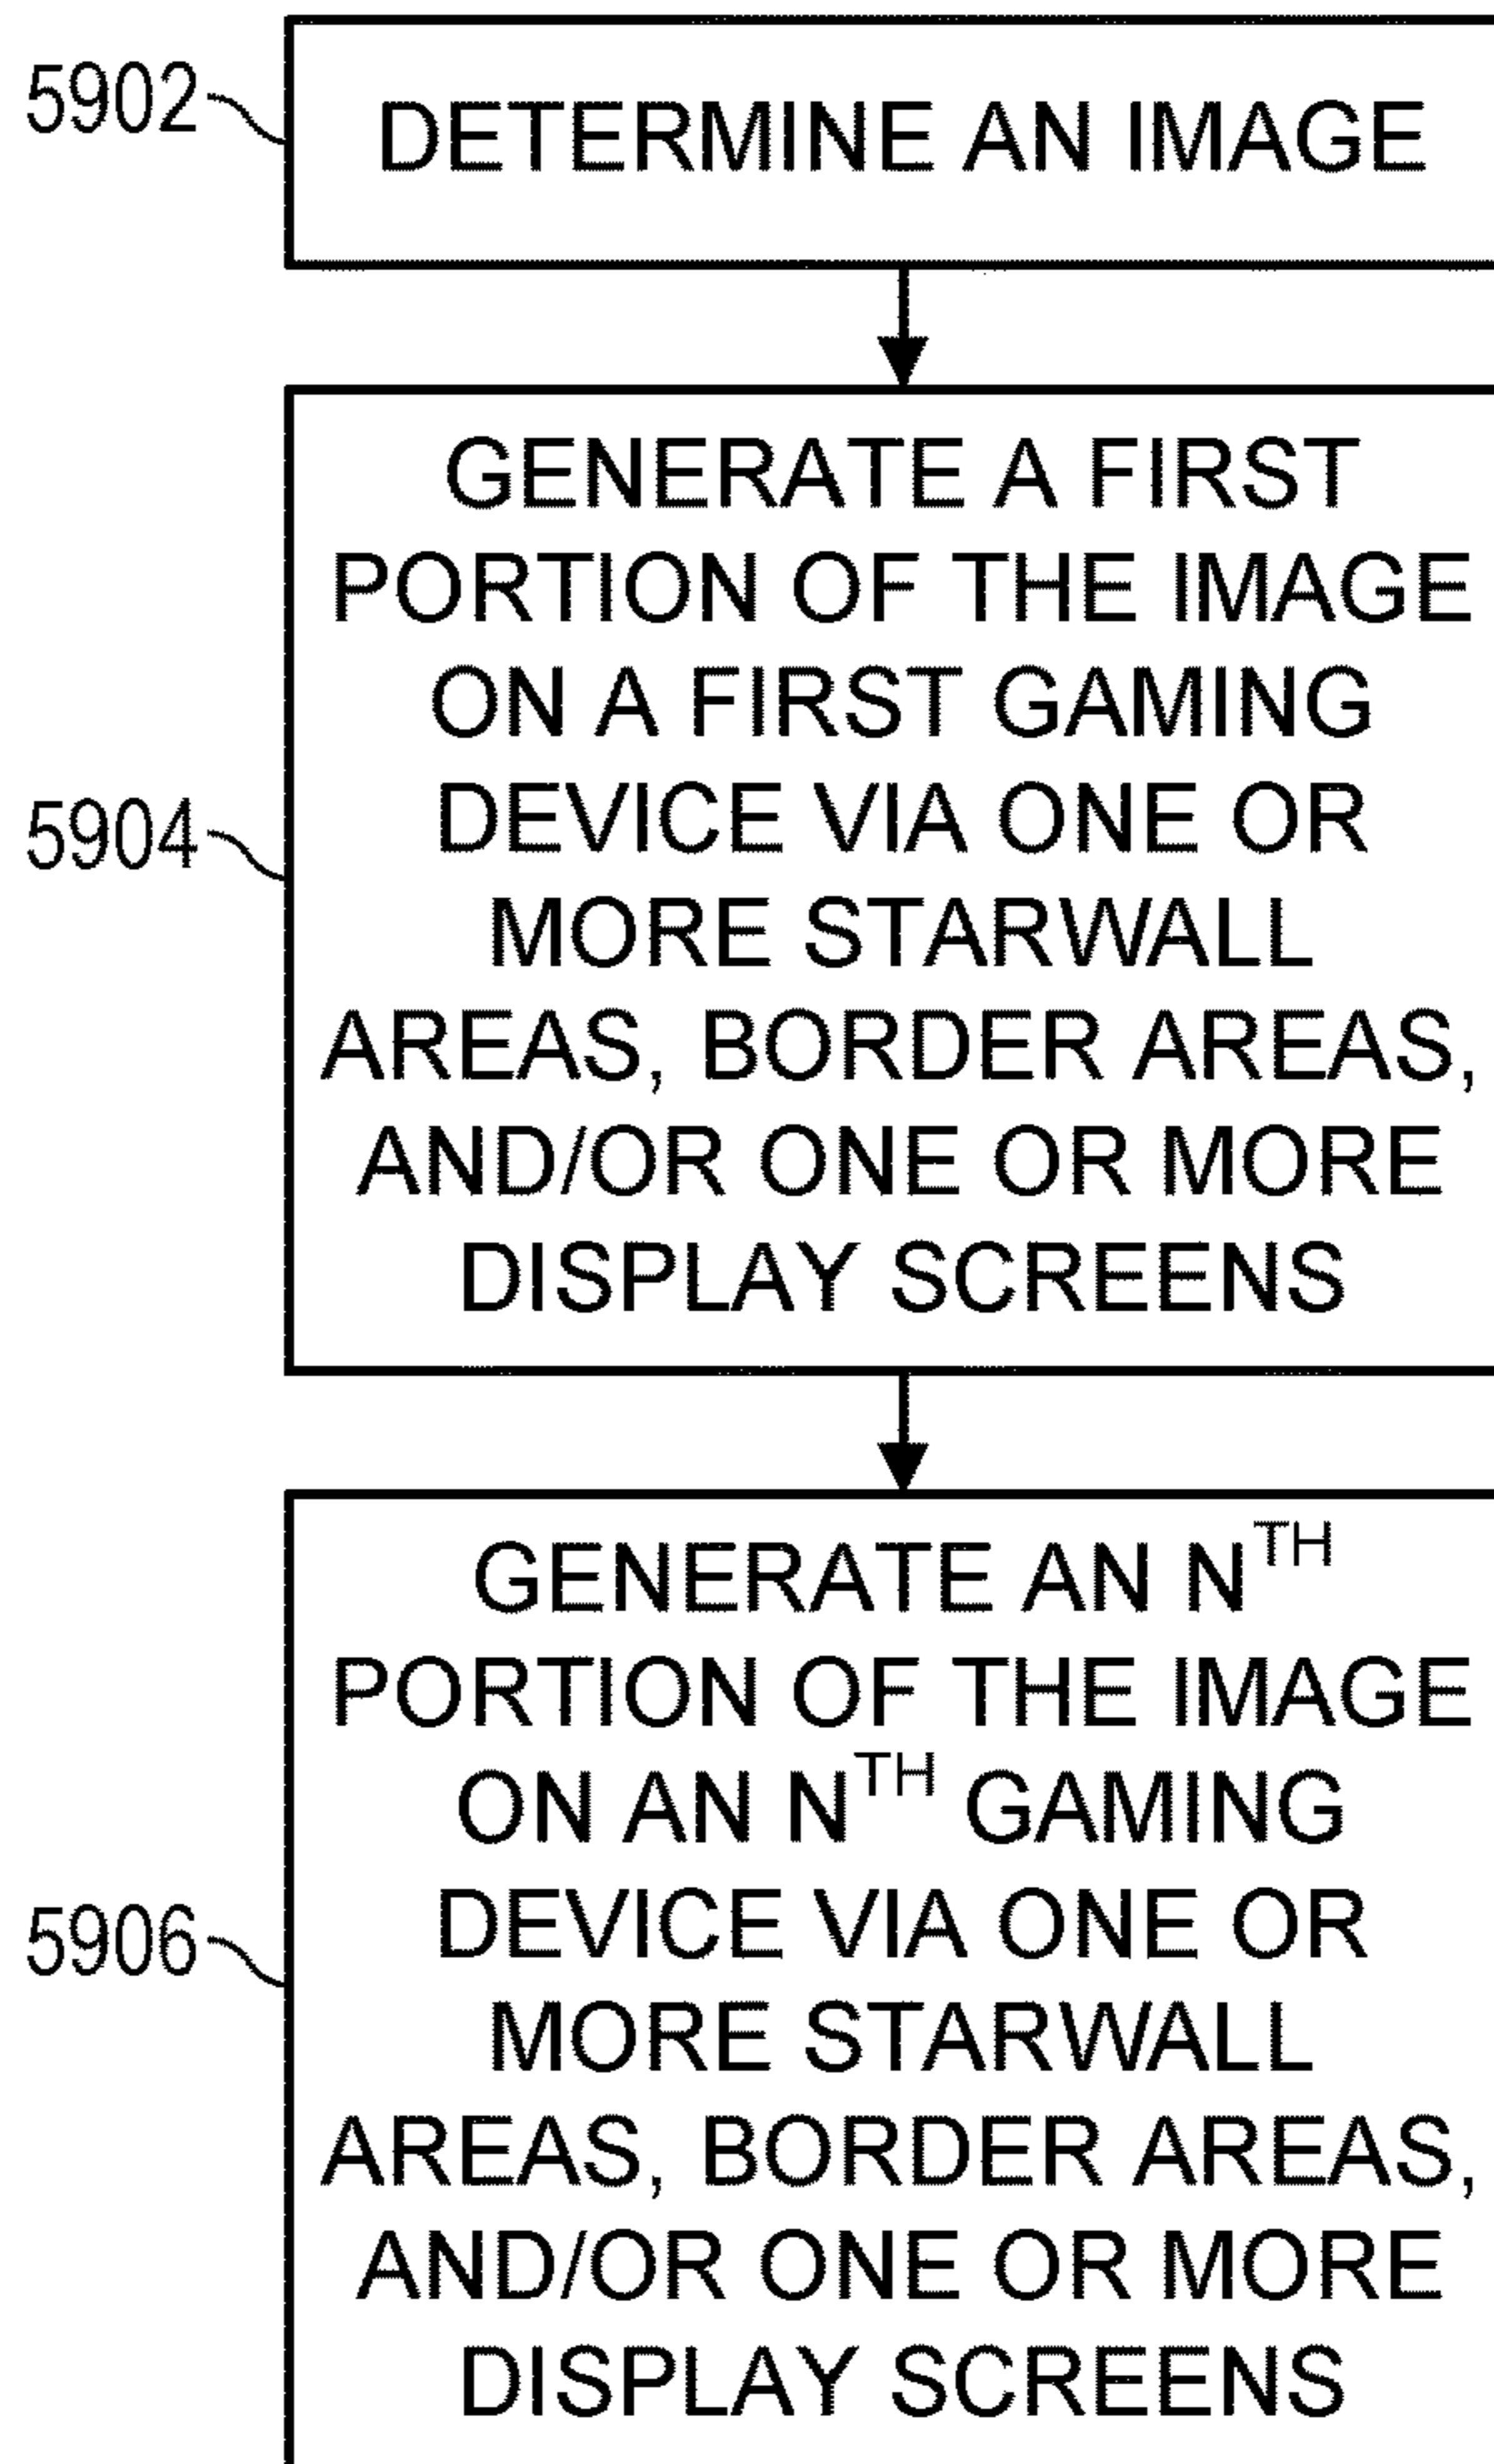 5902
DETERMINE AN IMAGE
5904
GENERATE A FIRST
PORTION OF THE IMAGE
ON A FIRST GAMING
DEVICE VIA ONE OR
MORE STARWALL
AREAS, BORDER AREAS,
AND/OR ONE OR MORE
DISPLAY SCREENS
5906
GENERATE AN N^TH
PORTION OF THE IMAGE
ON AN N^TH GAMING
DEVICE VIA ONE OR
MORE STARWALL
AREAS, BORDER AREAS,
AND/OR ONE OR MORE
DISPLAY SCREENS